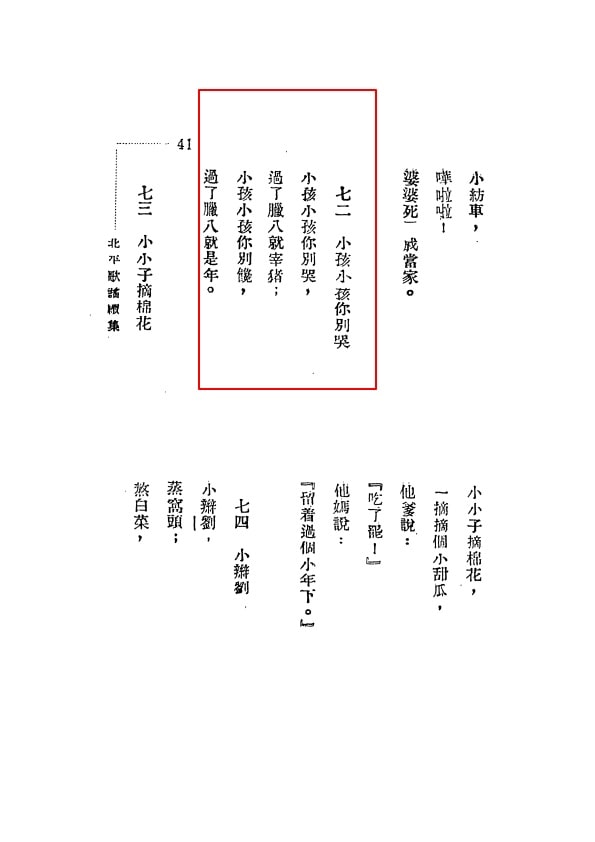 小紡車，
嘩啦啦！
婆婆死了我當家。
七二　小孩小孩你別哭
小孩小孩你別哭，
過了臘八就宰猪；
小孩小孩你別饞，
過了臘八就是年。
七三　小小子摘棉花
41
北平歌謠續集
小小子摘棉花，
一摘摘個小甜瓜，
他爹說：
『吃了罷！』
他媽說：
『留着過個小年下。』
七四　小辮劉
小辮劉，
蒸窩頭；
熬白菜，